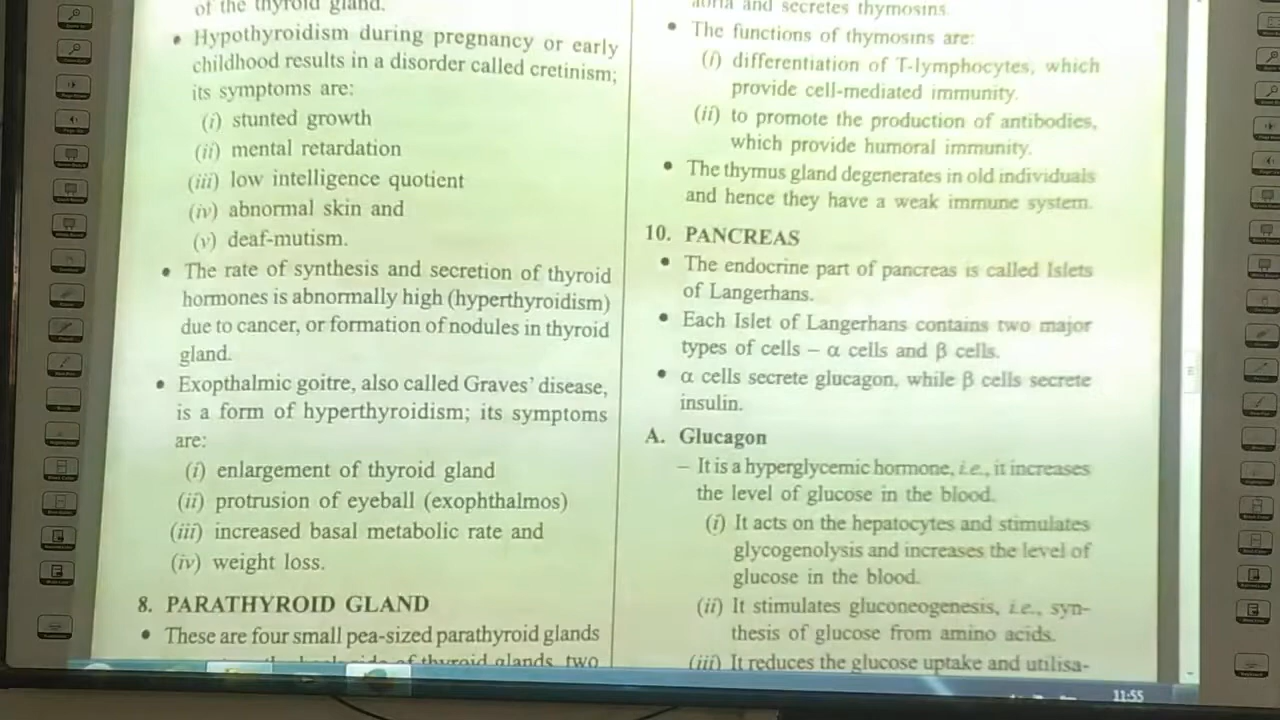 of the thyroid gland.
• Hypothyroidism during pregnancy or early
childhood results in a disorder called cretinism;
its symptoms are:
(i) stunted growth
(ii) mental retardation
(iii) low intelligence quotient
(iv) abnormal skin and
(v) deaf-mutism.
• The rate of synthesis and secretion of thyroid
hormones is abnormally high (hyperthyroidism)
due to cancer, or formation of nodules in thyroid
gland.
• Exopthalmic goitre, also called Graves' disease,
is a form of hyperthyroidism; its symptoms
are:
(i) enlargement of thyroid gland
(ii) protrusion of eyeball (exophthalmos)
(iii) increased basal metabolic rate and
(iv) weight loss.
8. PARATHYROID GLAND
• These are four small pea-sized parathyroid glands
of thyroid glands, two
and secretes thymosins.
• The functions of thymosins are:
(i) differentiation of T-lymphocytes, which
provide cell-mediated immunity.
(ii) to promote the production of antibodies,
which provide humoral immunity.
• The thymus gland degenerates in old individuals
and hence they have a weak immune system.
10. PANCREAS
• The endocrine part of pancreas is called Islets
of Langerhans.
• Each Islet of Langerhans contains two major
types of cells – α cells and β cells.
• α cells secrete glucagon, while β cells secrete
insulin.
A. Glucagon
– It is a hyperglycemic hormone, i.e., it increases
the level of glucose in the blood.
(i) It acts on the hepatocytes and stimulates
glycogenolysis and increases the level of
glucose in the blood.
(ii) It stimulates gluconeogenesis, i.e., syn-
thesis of glucose from amino acids.
(iii) It reduces the glucose uptake and utilisa-
11:55